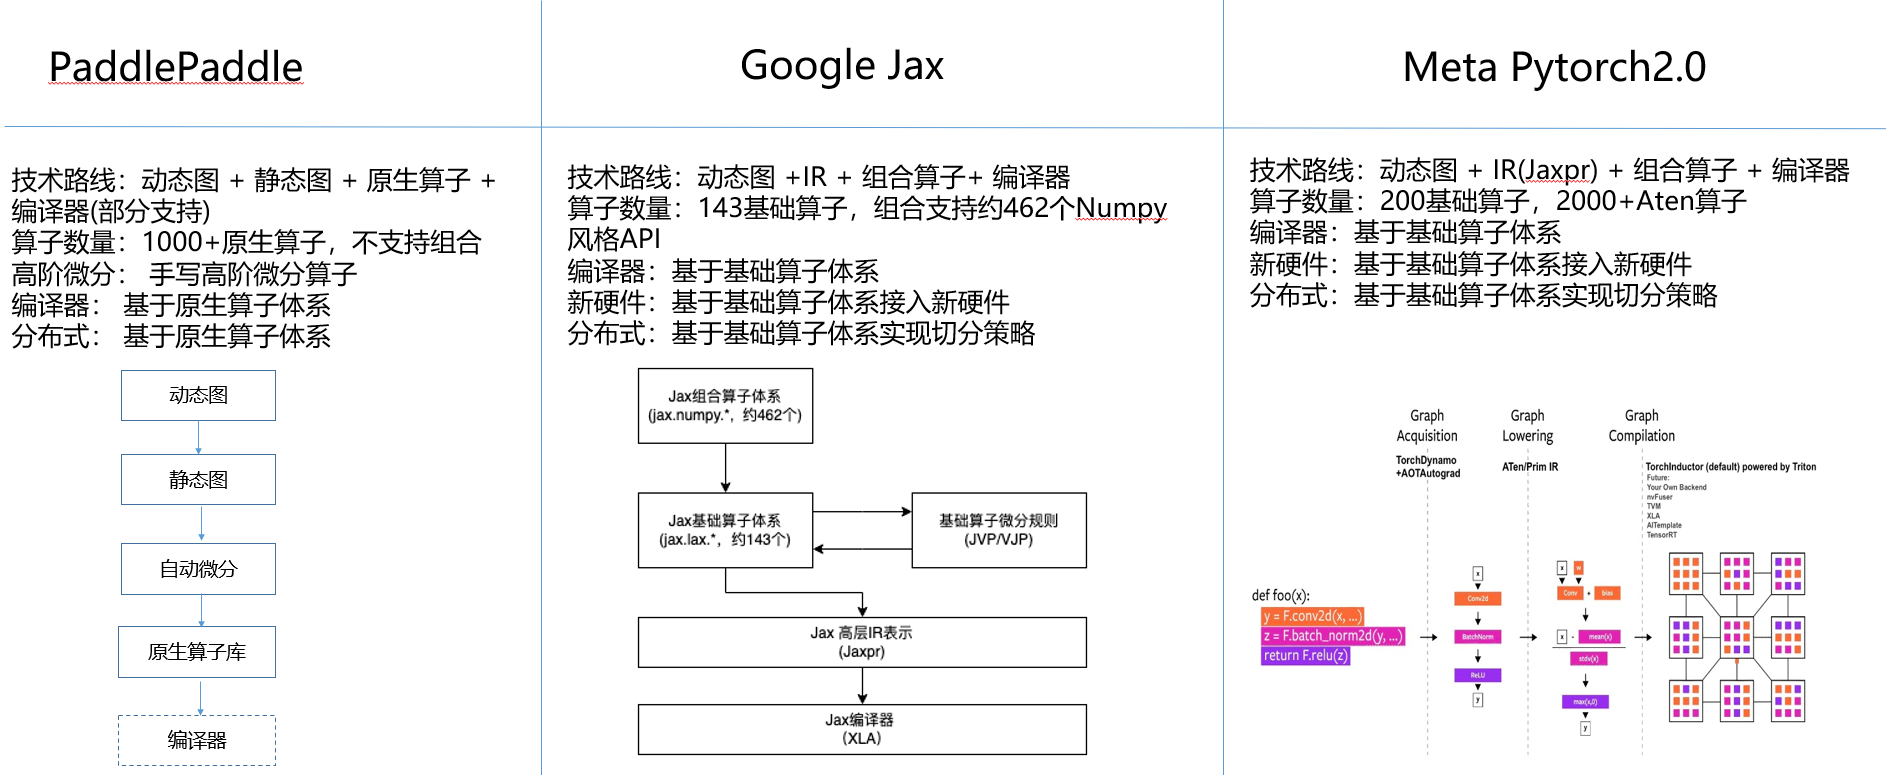 PaddlePaddle
Google Jax
Meta Pytorch2.0
技术路线：动态图 + 静态图 + 原生算子 +
编译器(部分支持)
算子数量：1000+原生算子，不支持组合
高阶微分： 手写高阶微分算子
编译器： 基于原生算子体系
分布式： 基于原生算子体系
动态图
静态图
自动微分
原生算子库
编译器
技术路线：动态图 +IR + 组合算子+ 编译器
算子数量：143基础算子，组合支持约462个Numpy
风格API
编译器：基于基础算子体系
新硬件：基于基础算子体系接入新硬件
分布式：基于基础算子体系实现切分策略
Jax组合算子体系
(jax.numpy.*，约462个)
Jax基础算子体系
(jax.lax.*，约143个)
基础算子微分规则
(JVP/VJP)
Jax 高层IR表示
(Jaxpr)
Jax编译器
(XLA)
技术路线：动态图 + IR(Jaxpr) + 组合算子 + 编译器
算子数量：200基础算子，2000+Aten算子
编译器：基于基础算子体系
新硬件：基于基础算子体系接入新硬件
分布式：基于基础算子体系实现切分策略
Graph
Acquisition
TorchDynamo
+AOTAutograd
Graph
Lowering
ATen/Prim IR
Graph
Compilation
TorchInductor (default) powered by Triton
Future:
Your Own Backend
nvFuser
TVM
XLA
AITemplate
TensorRT
def foo(x):
y = F.conv2d(x, ...)
z = F.batch_norm2d(y, ...)
return F.relu(z)
x
Conv2d
BatchNorm
ReLU
y
x w
Conv + bias
x - mean(x)
stdv(x)
max(x,0)
y